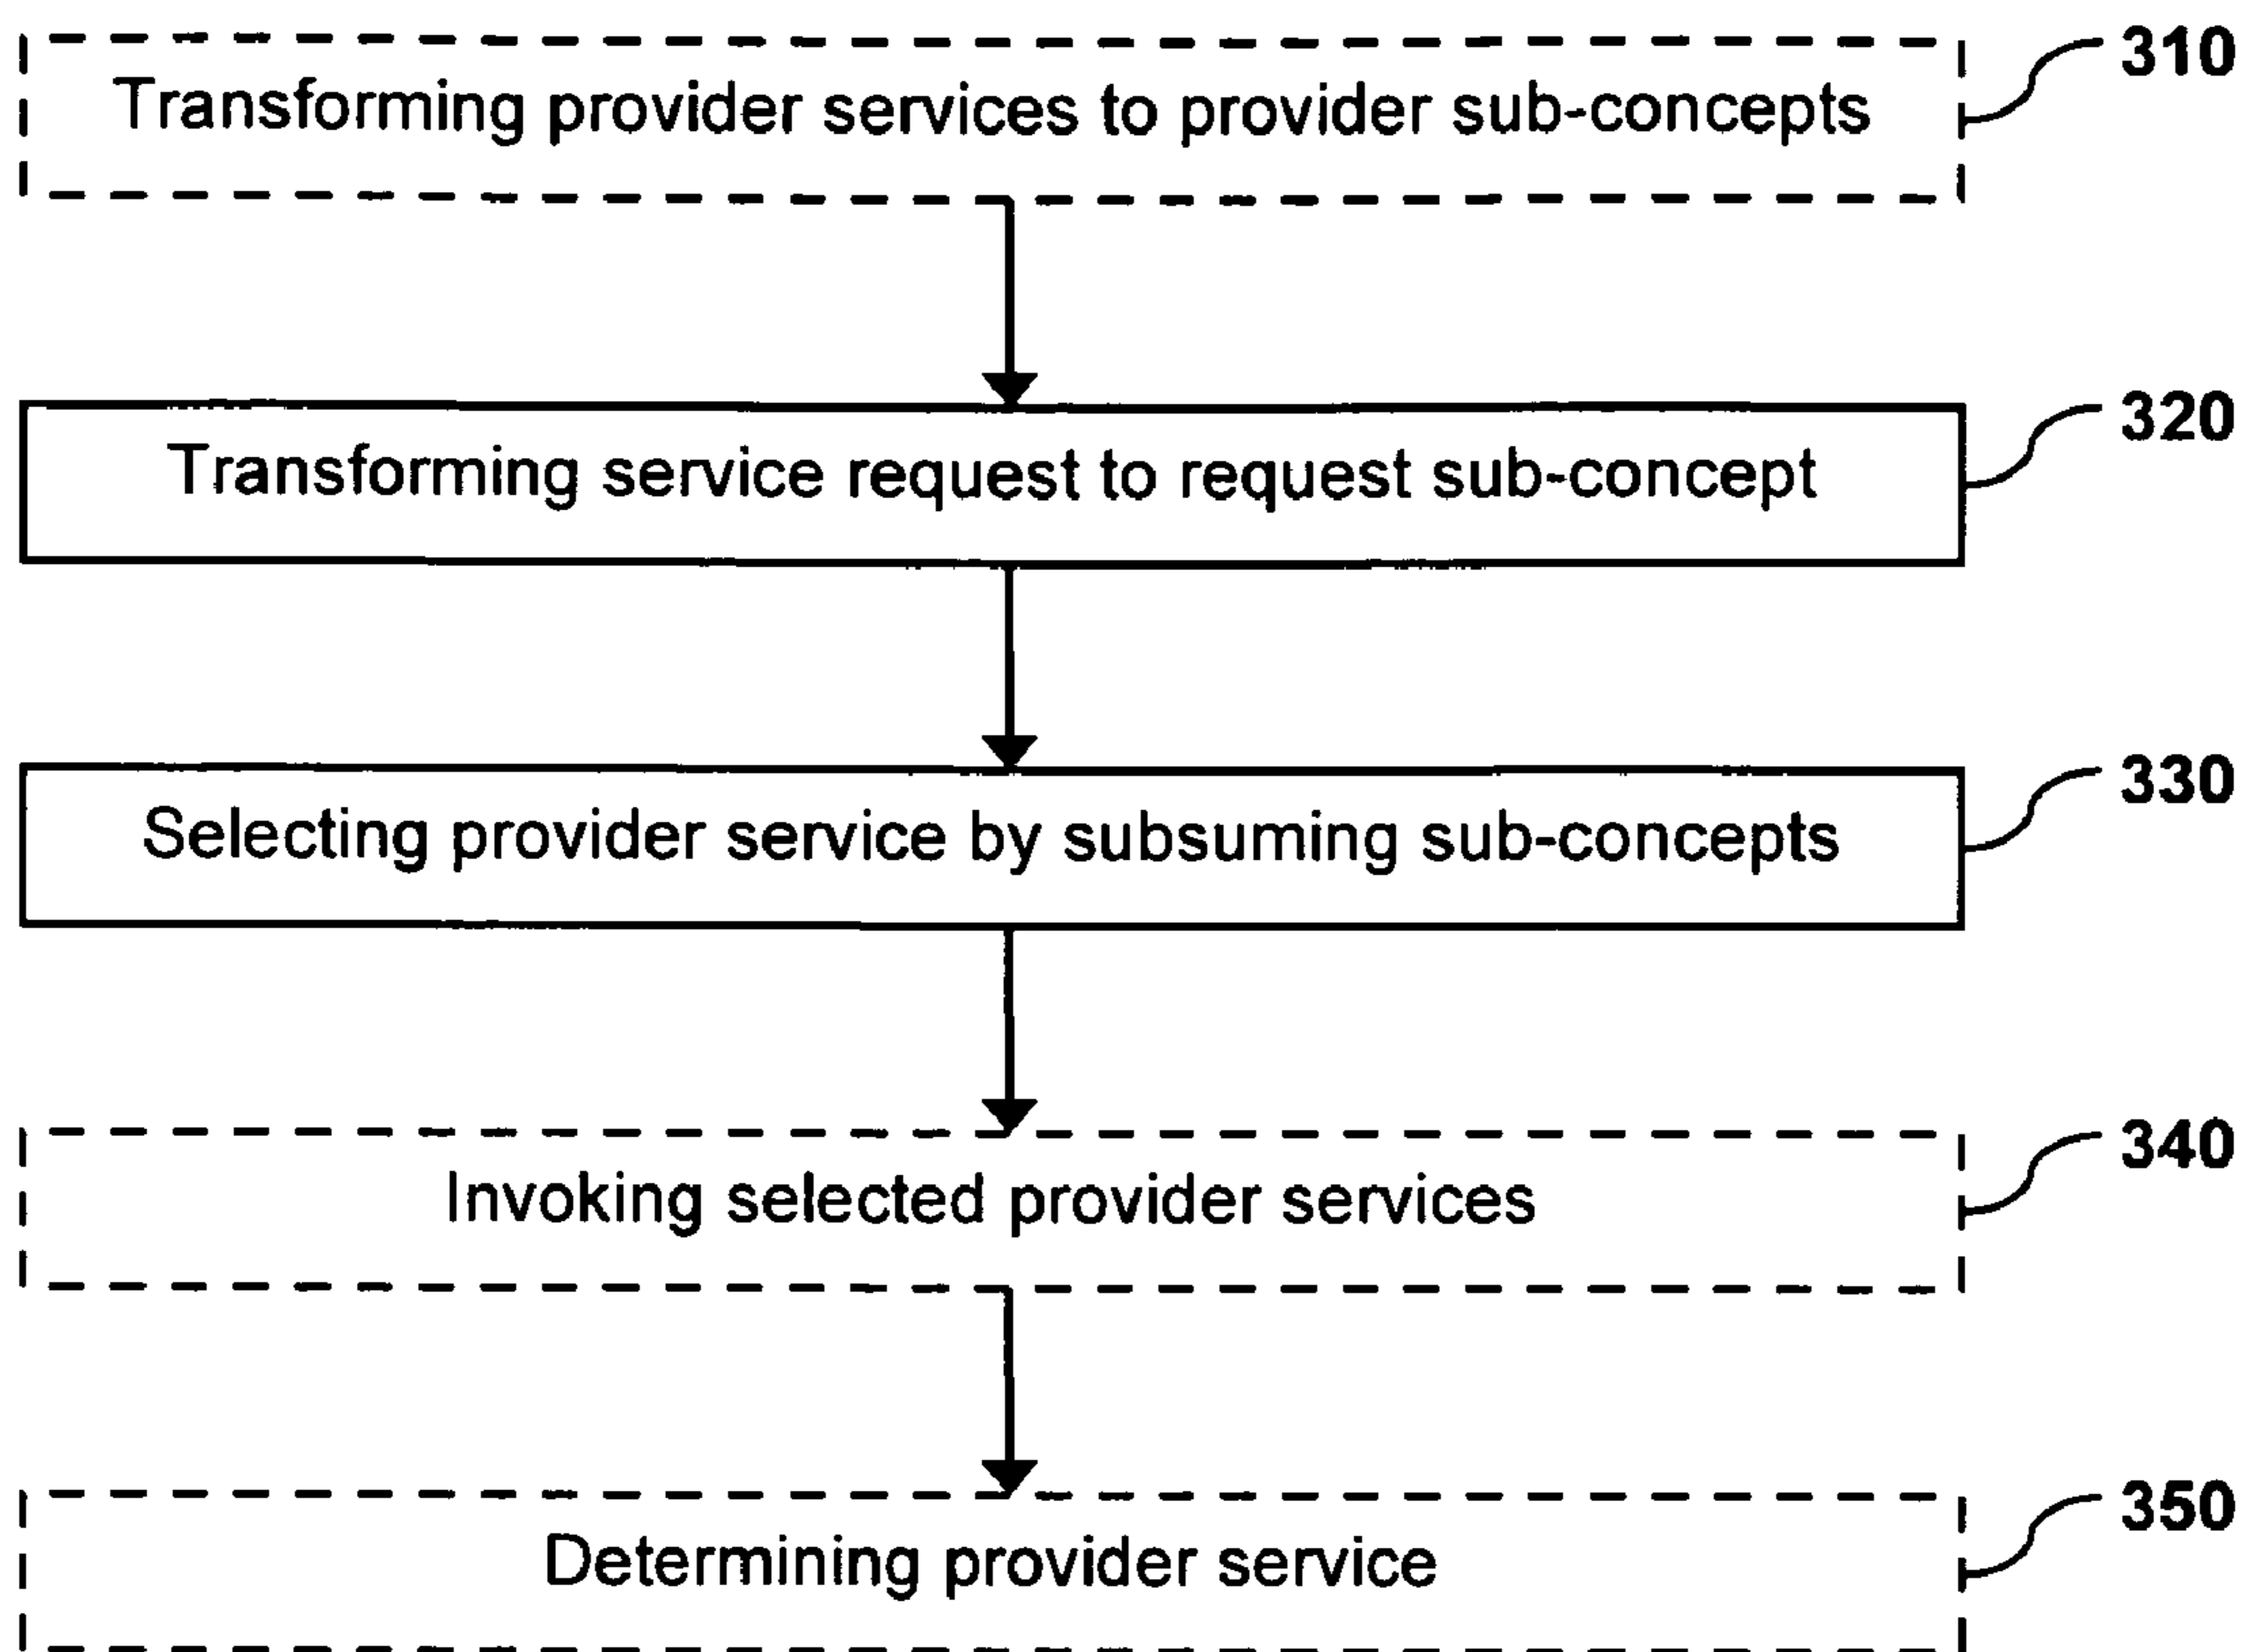 Transforming provider services to provider sub-concepts
310
Transforming service request to request sub-concept
320
Selecting provider service by subsuming sub-concepts
330
Invoking selected provider services
340
Determining provider service
350